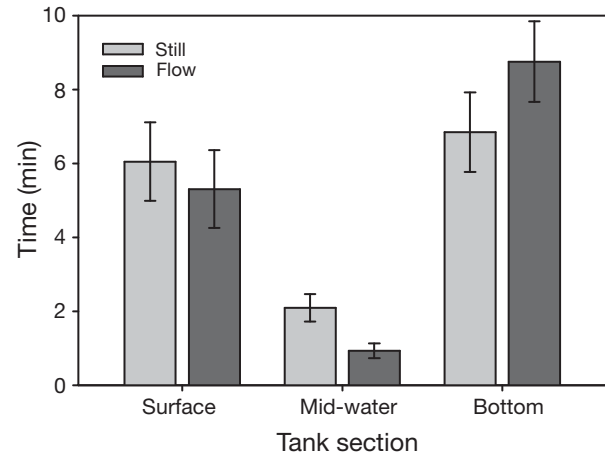 10
8
6
4
2
0
Time (min)
Still
Flow
Surface Mid-water Bottom
Tank section